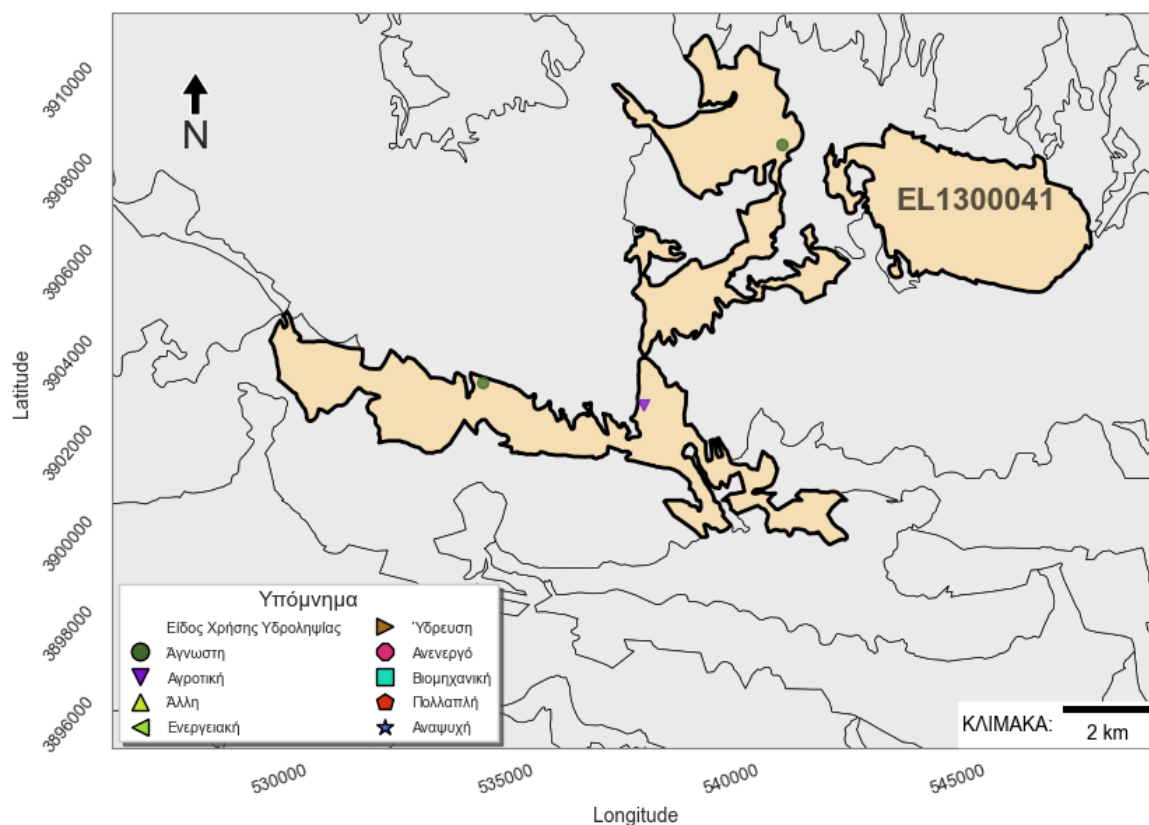 3910000
3908000
3906000
3904000
3902000
3900000
3898000
3896000
Latitude
N
EL1300041
Υπόμνημα
Είδος Χρήσης Υδροληψίας
Άγνωστη
Αγροτική
Άλλη
Ενεργειακή
Ύδρευση
Ανενεργό
Βιομηχανική
Πολλαπλή
Αναψυχή
ΚΛΙΜΑΚΑ:
2 km
530000
535000
540000
545000
Longitude